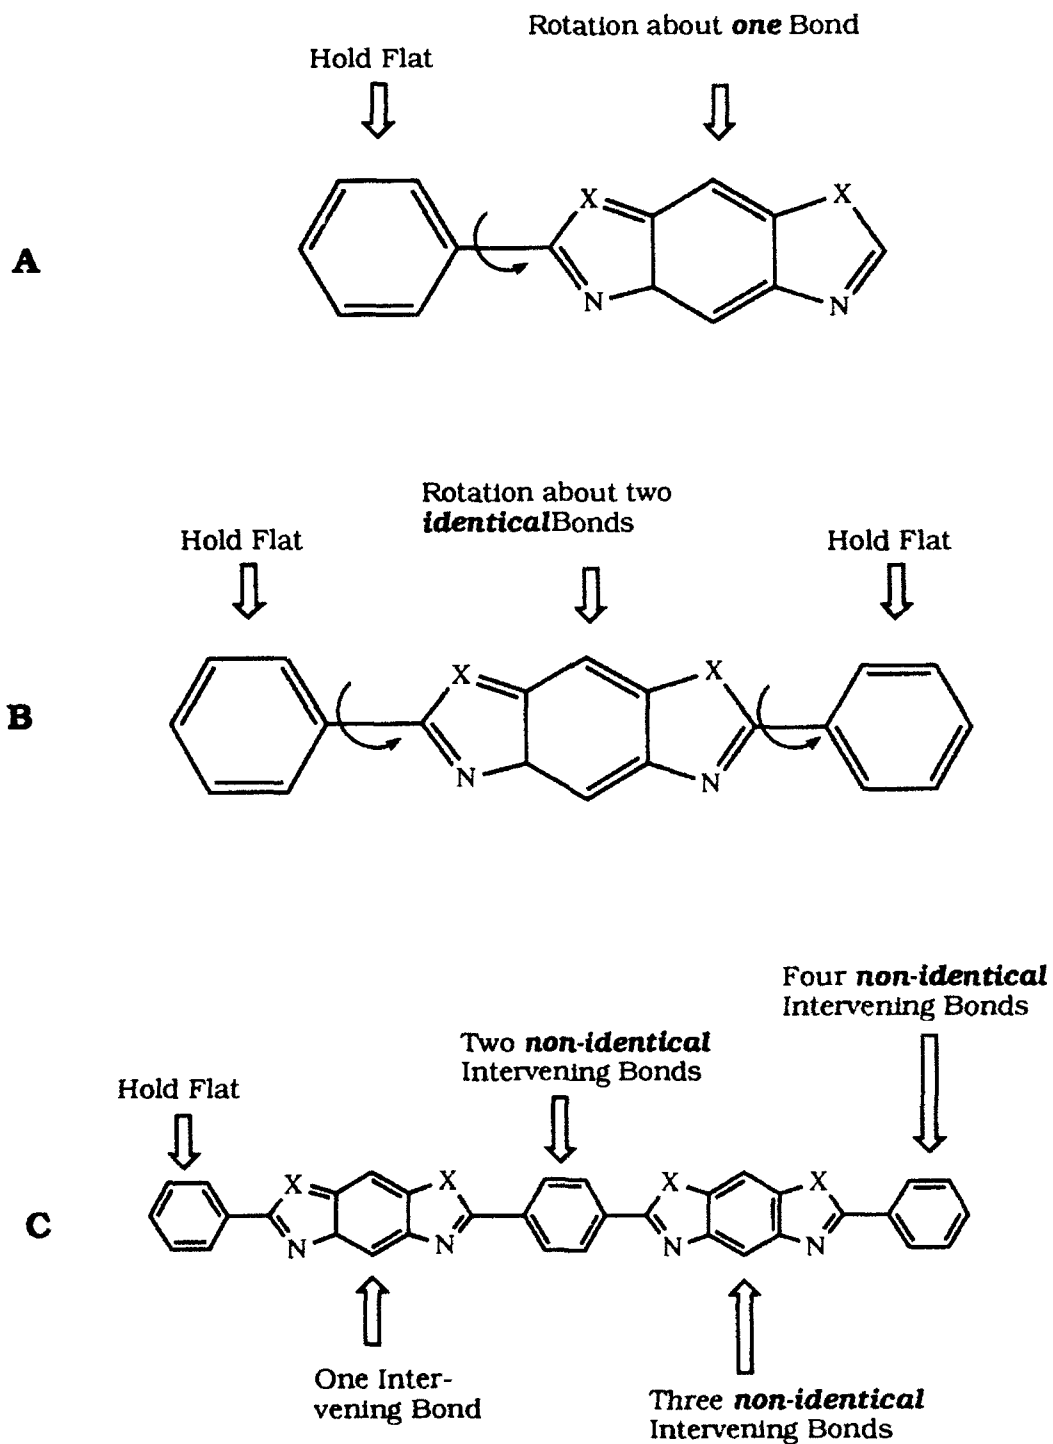 Rotation about one Bond
Hold Flat
A
X
X
N
N
Rotation about two
identicalBonds
Hold Flat
Hold Flat
B
X
X
N
N
Four non-identical
Intervening Bonds
Two non-identical
Intervening Bonds
Hold Flat
C
X
X
X
X
N
N
N
N
One Inter-
vening Bond
Three non-identical
Intervening Bonds